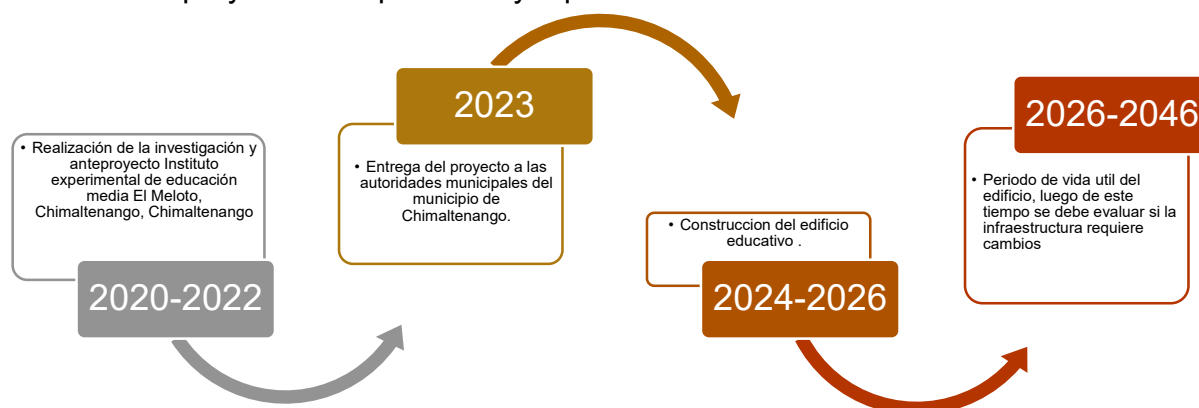 • Realización de la investigación y
anteproyecto Instituto
experimental de educación
media El Meloto,
Chimaltenango, Chimaltenango
2020-2022
2023
• Entrega del proyecto a las
autoridades municipales del
municipio de
Chimaltenango.
• Construccion del edificio
educativo .
2024-2026
2026-2046
• Periodo de vida util del
edificio, luego de este
tiempo se debe evaluar si la
infraestructura requiere
cambios